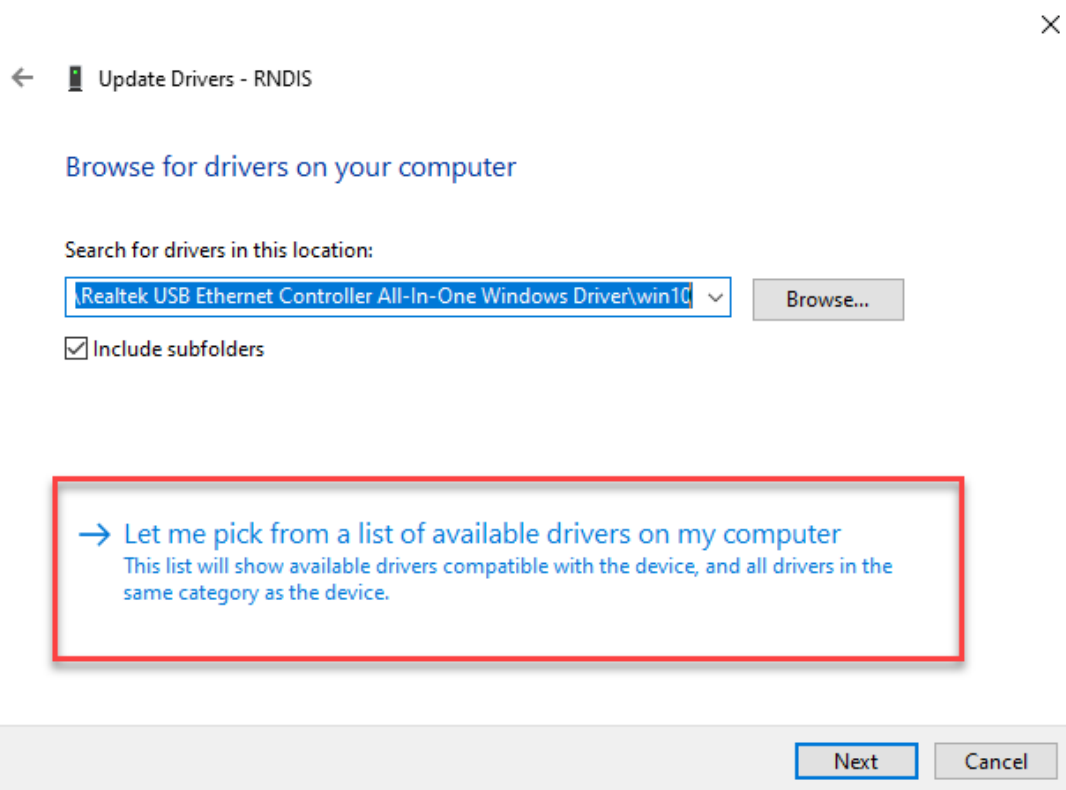 Update Drivers - RNDIS
Browse for drivers on your computer
Search for drivers in this location:
\Realtek USB Ethernet Controller All-In-One Windows Driver\win10
Browse...
Include subfolders
Let me pick from a list of available drivers on my computer
This list will show available drivers compatible with the device, and all drivers in the
same category as the device.
Next
Cancel